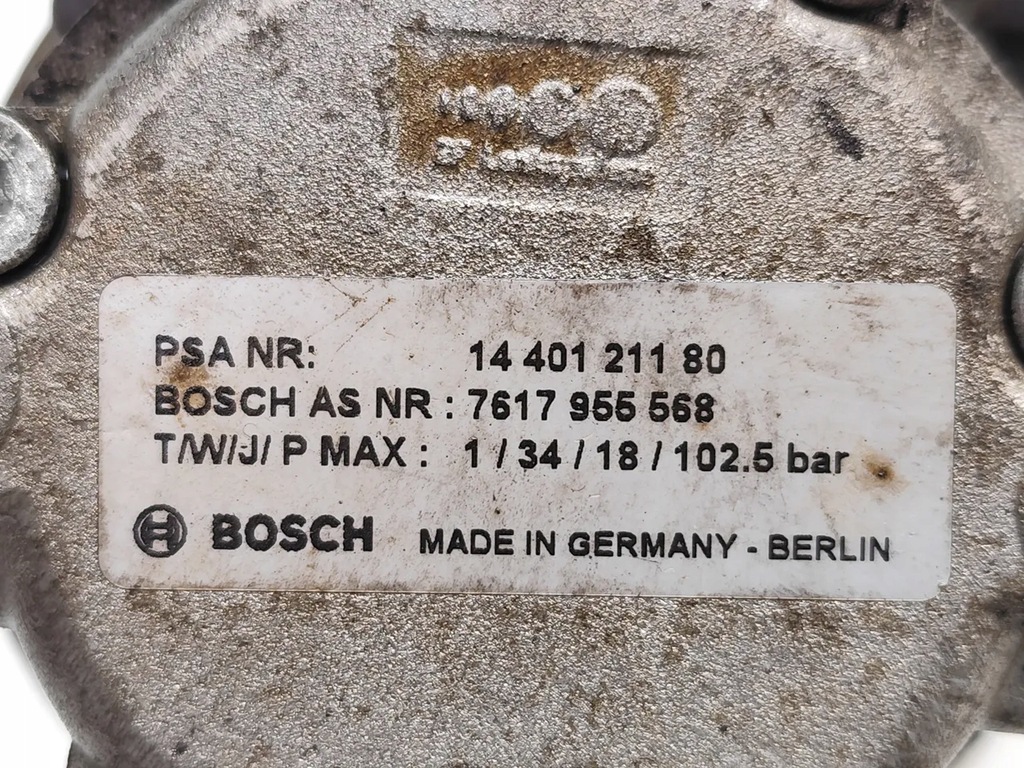 PSA NR: 14 401 211 80
BOSCH AS NR : 7617 955 568
T/W/J/ P MAX : 1 / 34 / 18 / 102.5 bar
BOSCH MADE IN GERMANY - BERLIN